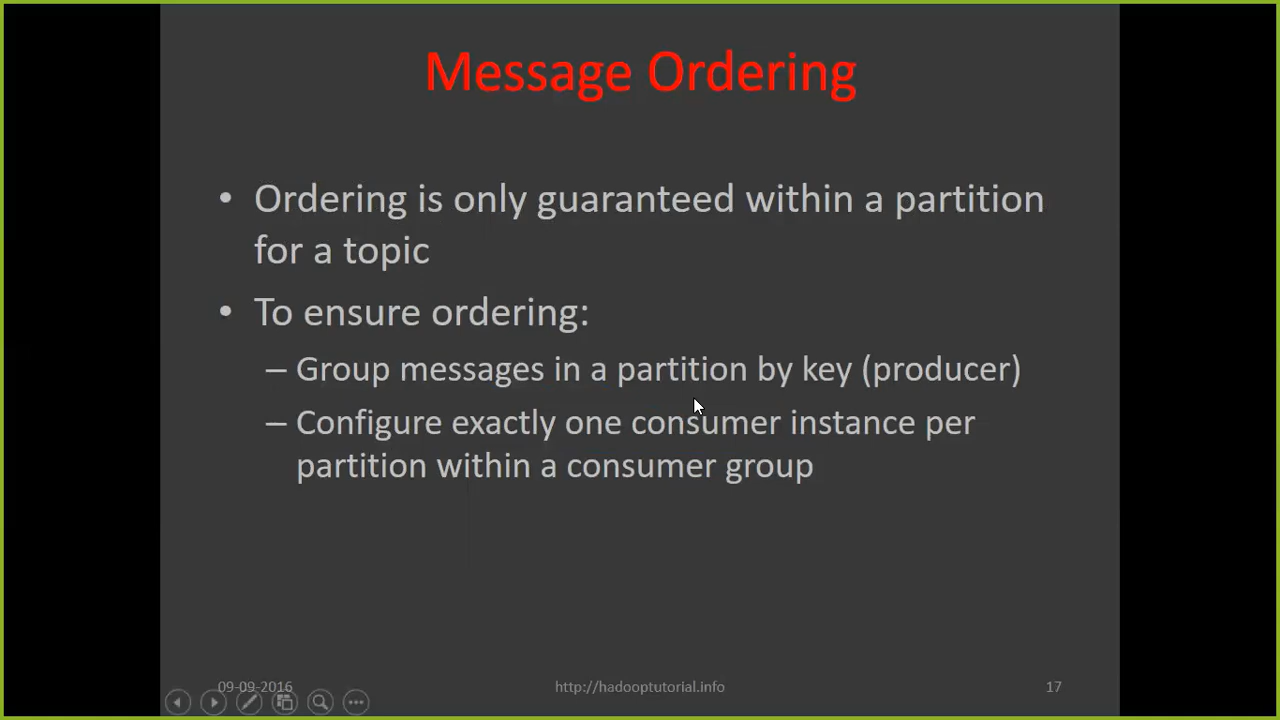 Message Ordering
• Ordering is only guaranteed within a partition
for a topic
• To ensure ordering:
– Group messages in a partition by key (producer)
– Configure exactly one consumer instance per
partition within a consumer group
09-09-2016 http://hadooptutorial.info 17